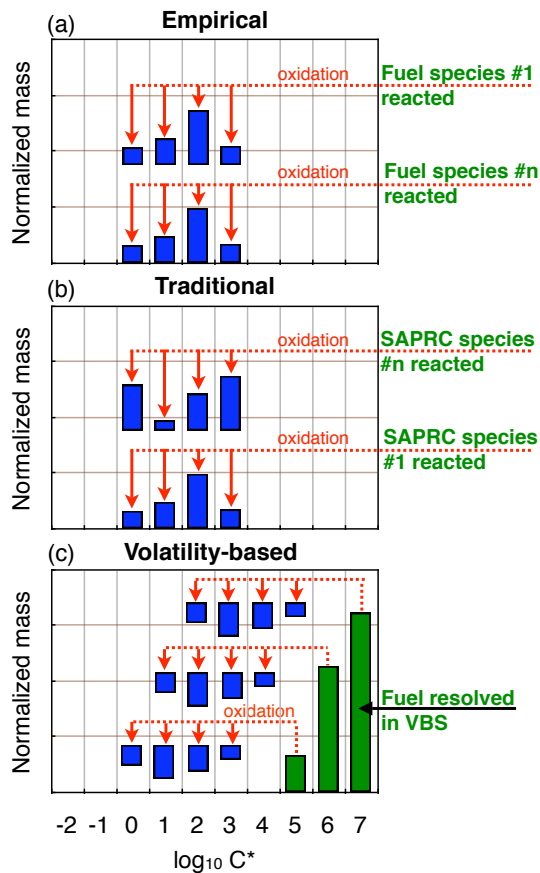 (a) Empirical
Normalized mass
oxidation
Fuel species #1
reacted
oxidation
Fuel species #n
reacted
(b) Traditional
Normalized mass
oxidation
SAPRC species
#n reacted
oxidation
SAPRC species
#1 reacted
(c) Volatility-based
Normalized mass
Fuel resolved
in VBS
oxidation
-2 -1 0 1 2 3 4 5 6 7
log10 C*